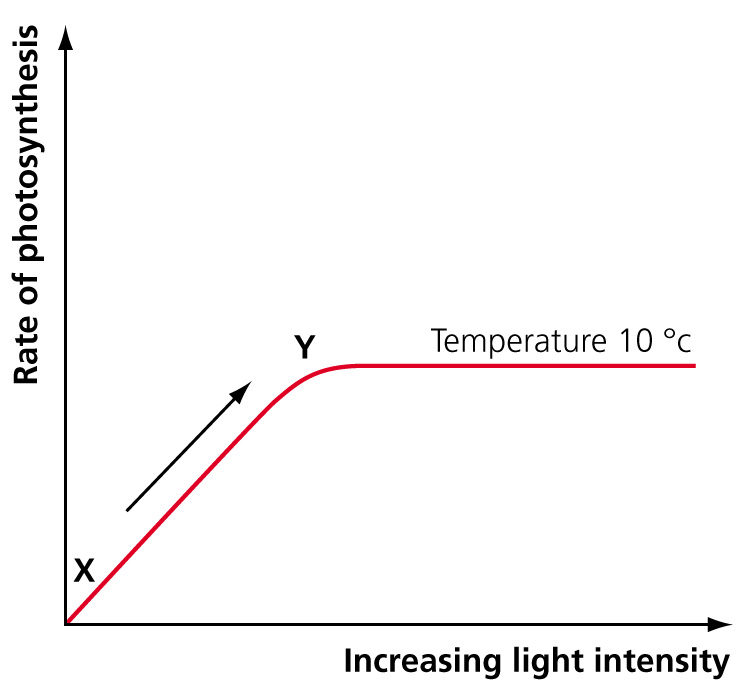 Rate of photosynthesis
Y
Temperature 10 °c
X
Increasing light intensity